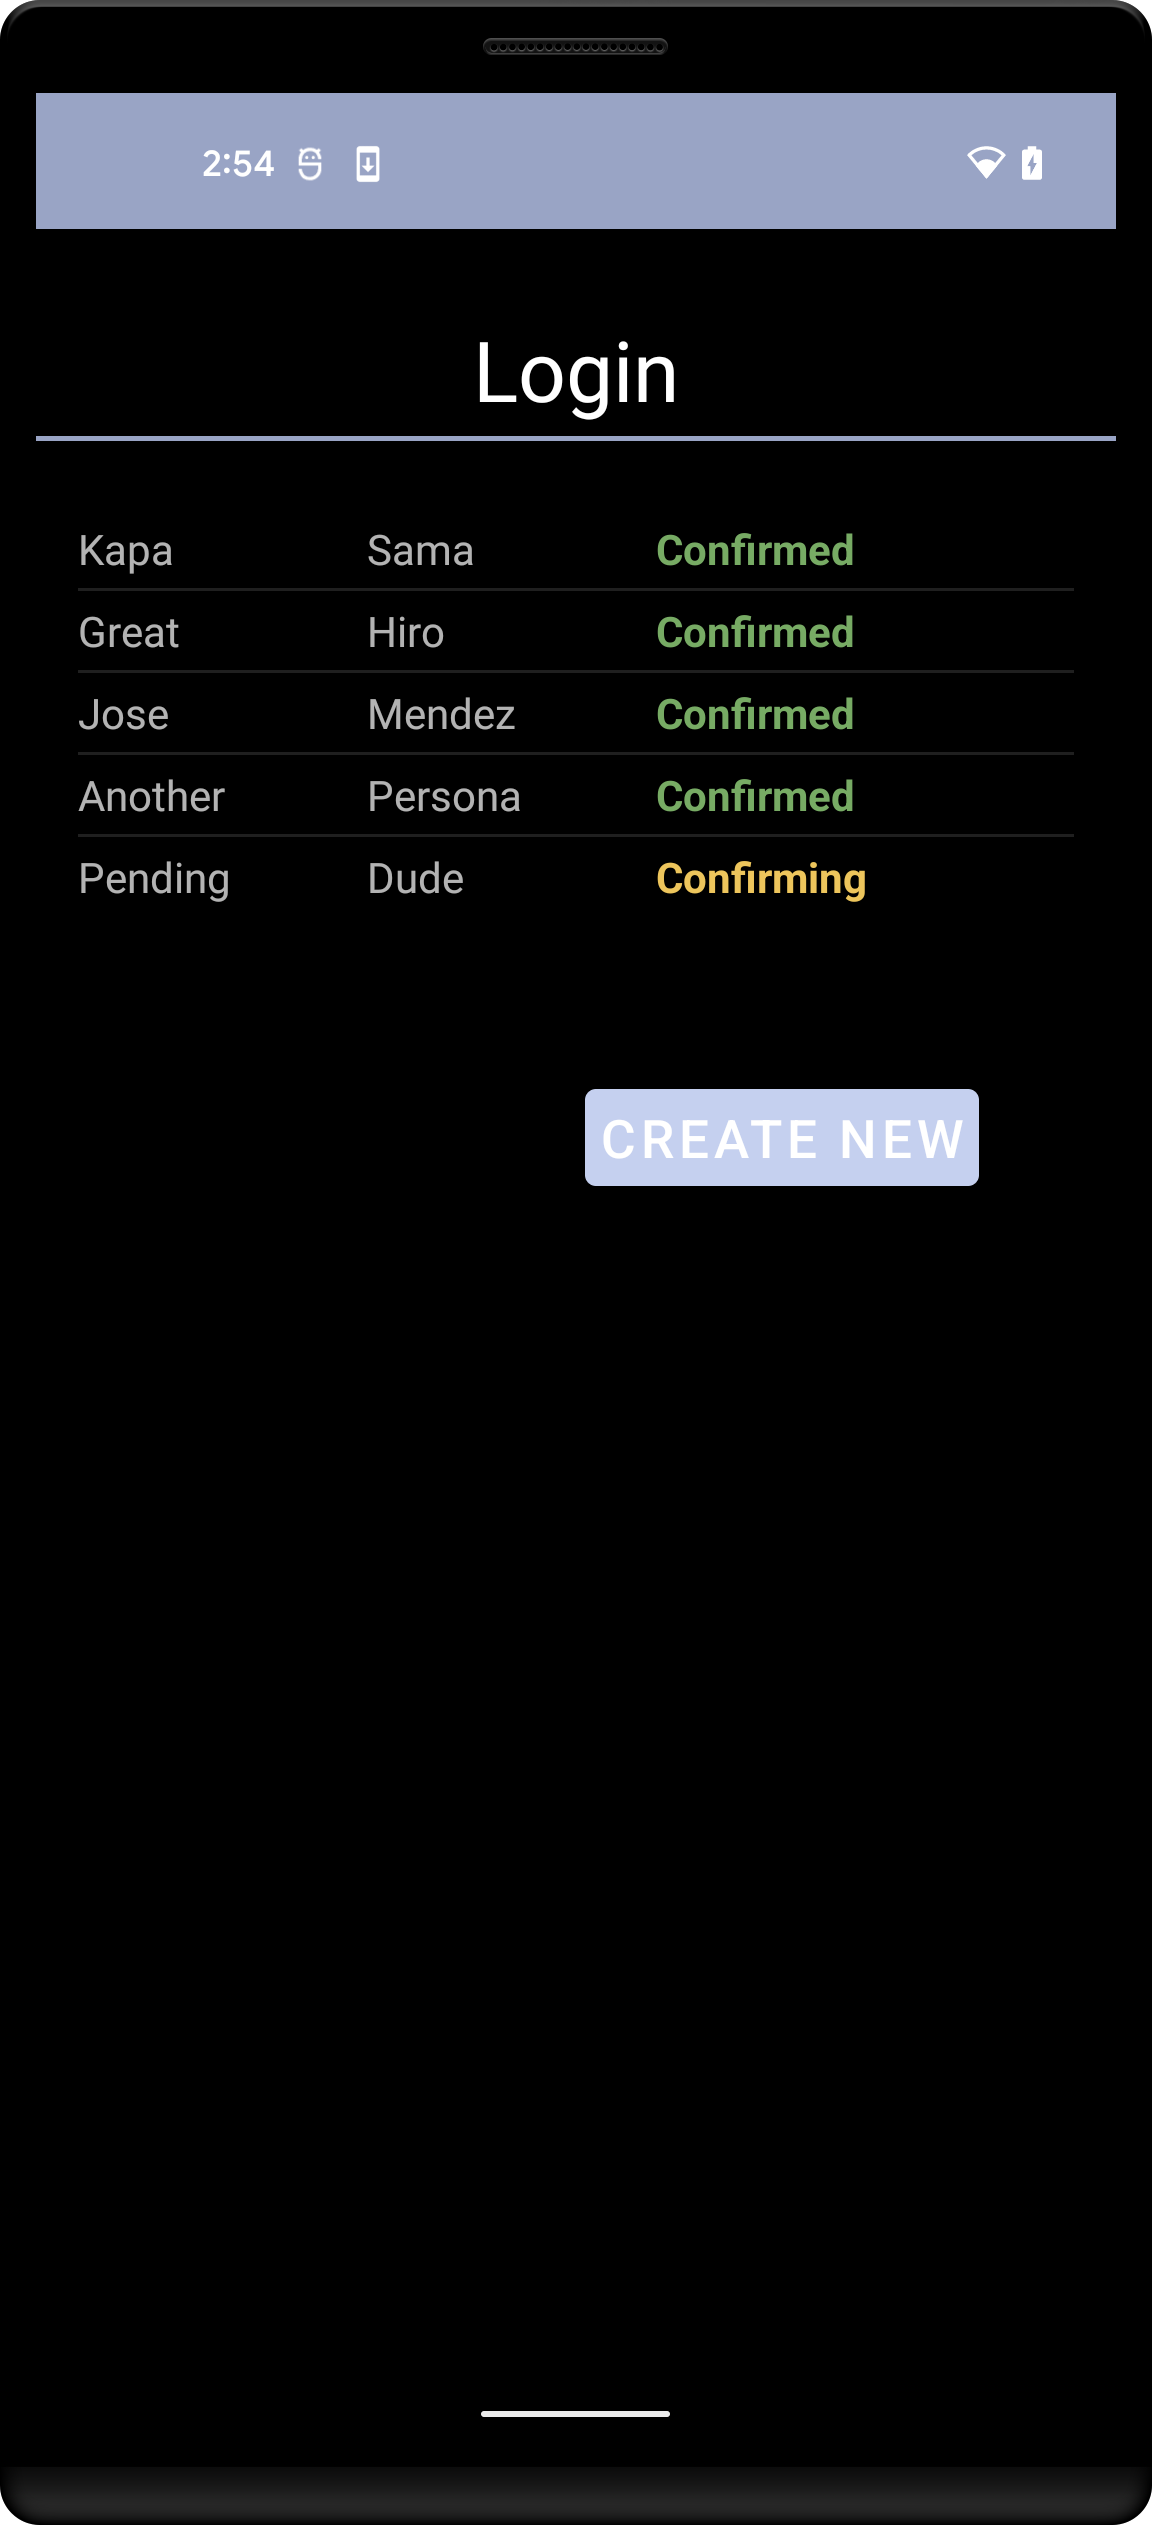 2:54
Login
Kapa Sama Confirmed
Great Hiro Confirmed
Jose Mendez Confirmed
Another Persona Confirmed
Pending Dude Confirming
CREATE NEW